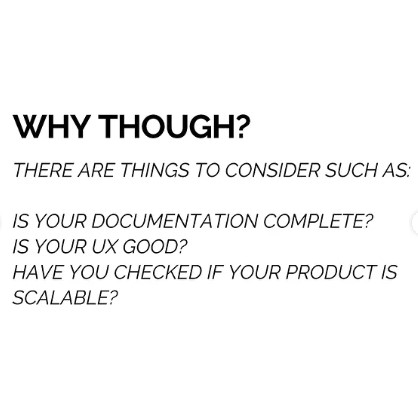 WHY THOUGH?
THERE ARE THINGS TO CONSIDER SUCH AS:
IS YOUR DOCUMENTATION COMPLETE?
IS YOUR UX GOOD?
HAVE YOU CHECKED IF YOUR PRODUCT IS
SCALABLE?